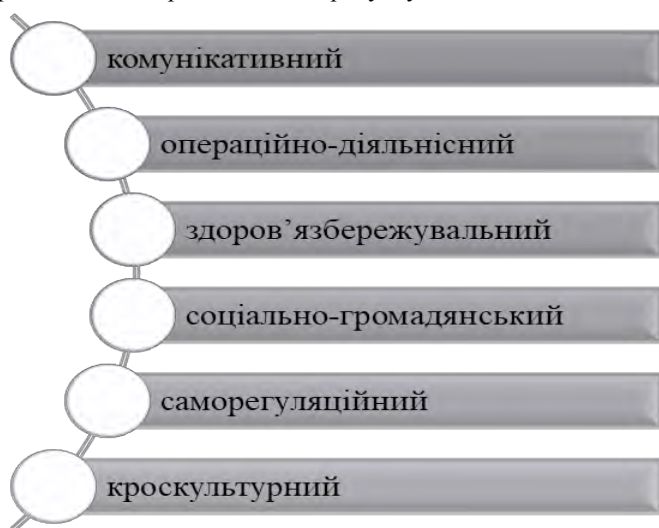 комунікативний
операційно-діяльнісний
здоров’язбережувальний
соціально-громадянський
саморегуляційний
кроскультурний